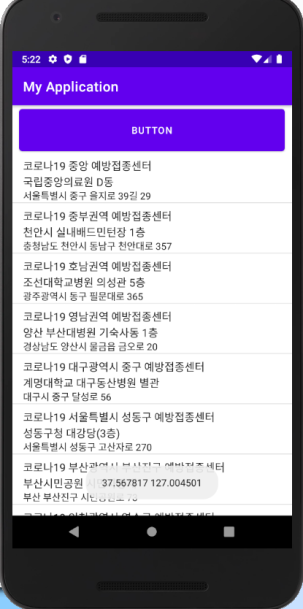 5:22
My Application
BUTTON
코로나19 중앙 예방접종센터
국립중앙의료원 D동
서울특별시 중구 을지로 39길 29
코로나19 중부권역 예방접종센터
천안시 실내배드민턴장 1층
충청남도 천안시 동남구 천안대로 357
코로나19 호남권역 예방접종센터
조선대학교병원 의성관 5층
광주광역시 동구 필문대로 365
코로나19 영남권역 예방접종센터
양산 부산대병원 기숙사동 1층
경상남도 양산시 물금읍 금오로 20
코로나19 대구광역시 중구 예방접종센터
계명대학교 대구동산병원 별관
대구시 중구 달성로 56
코로나19 서울특별시 성동구 예방접종센터
성동구청 대강당(3층)
서울특별시 성동구 고산자로 270
코로나19 부산광역시 부산진구 예방접종센터
부산시민공원
37.567817 127.004501
부산 부산진구 시민공원로 73